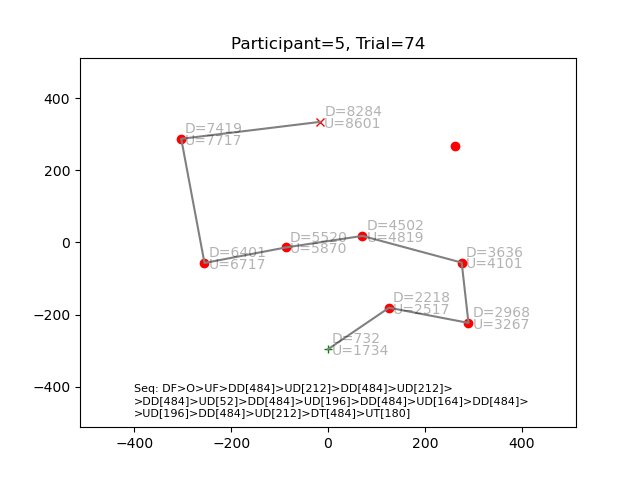 Participant=5, Trial=74
400
200
0
−200
−400
−400
−200
0
200
400
D=8284
U=8601
D=7419
U=7717
D=4502
U=4819
D=5520
U=5870
D=6401
U=6717
D=3636
U=4101
D=2218
U=2517
D=2968
U=3267
D=732
U=1734
Seq: DF>O>UF>DD[484]>UD[212]>DD[484]>UD[212]>
>DD[484]>UD[52]>DD[484]>UD[196]>DD[484]>UD[164]>DD[484]>
>UD[196]>DD[484]>UD[212]>DT[484]>UT[180]